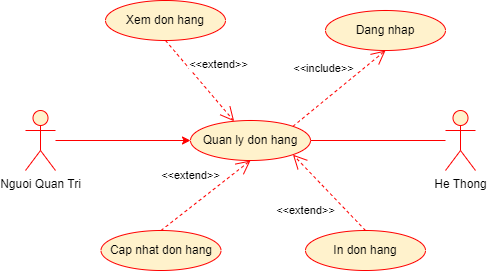 Xem don hang
Dang nhap
<<extend>>
<<include>>
Quan ly don hang
Nguoi Quan Tri
He Thong
<<extend>>
<<extend>>
Cap nhat don hang
In don hang